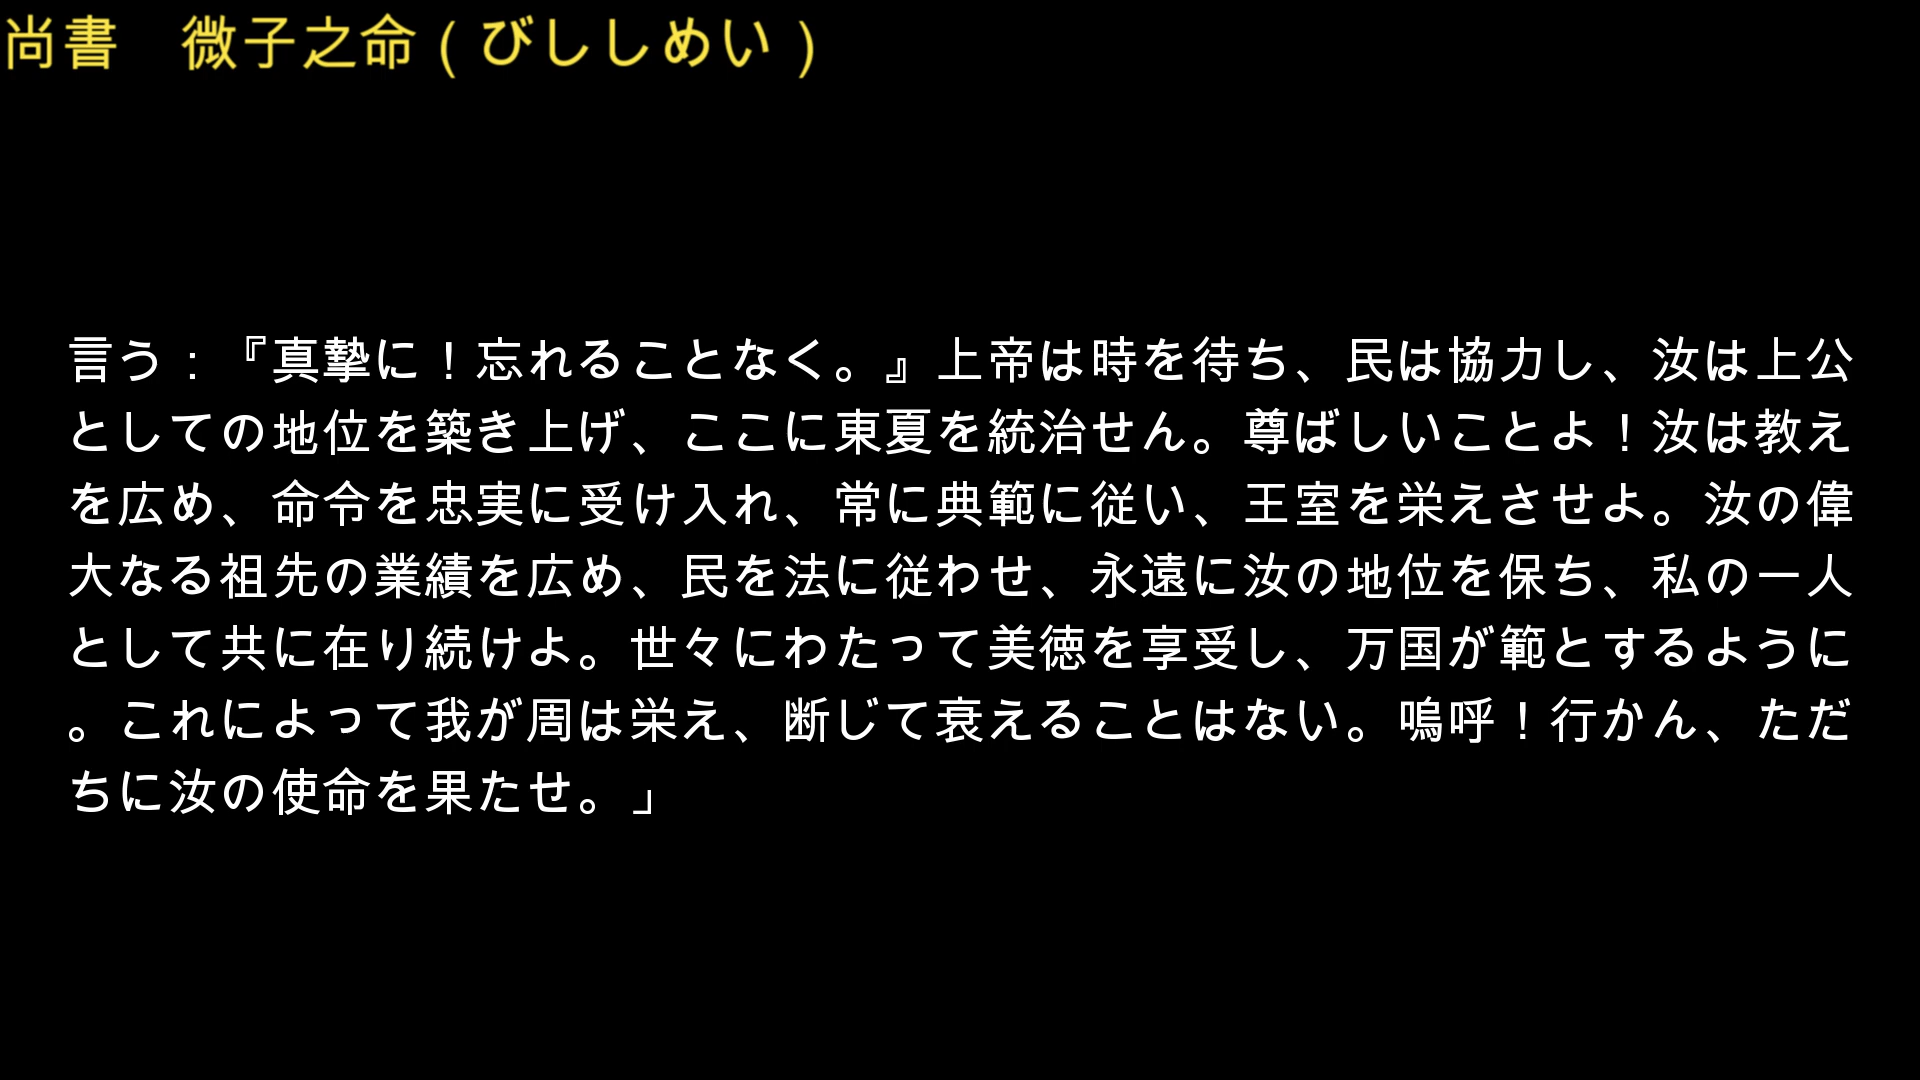 尚書　微子之命（びししめい）
言う：『真摯に！忘れることなく。』上帝は時を待ち、民は協力し、汝は上公
としての地位を築き上げ、ここに東夏を統治せん。尊ばしいことよ！汝は教え
を広め、命令を忠実に受け入れ、常に典範に従い、王室を栄えさせよ。汝の偉
大なる祖先の業績を広め、民を法に従わせ、永遠に汝の地位を保ち、私の一人
として共に在り続けよ。世々にわたって美徳を享受し、万国が範とするように
。これによって我が周は栄え、断じて衰えることはない。嗚呼！行かん、ただ
ちに汝の使命を果たせ。」